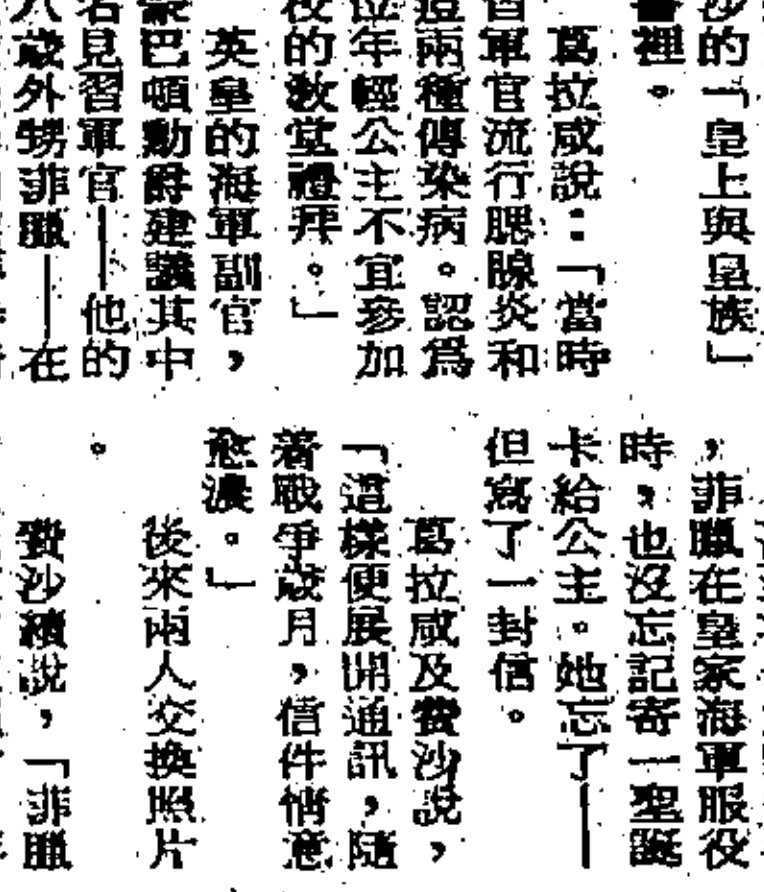 沙的「皇上與皇族」
書裡。
葛拉咸說：「當時
軍官流行腮腺炎和
兩種傳染病。認爲
位年輕公主不宜參加
的敎堂禮拜。」
英皇的海軍副官，
蒙巴頓勳爵建議其中
名見習軍官——他的
八歲外甥菲臘——在
，菲臘在皇家海軍服役
時，也沒忘記寄一聖誕
卡給公主。她忘了——
但寫了一封信。
葛拉咸及費沙說，
「這樣便展開通訊，隨
著戰爭歲月，信件情意
愈濃。」
後來兩人交換照片
。
費沙續說，「菲臘